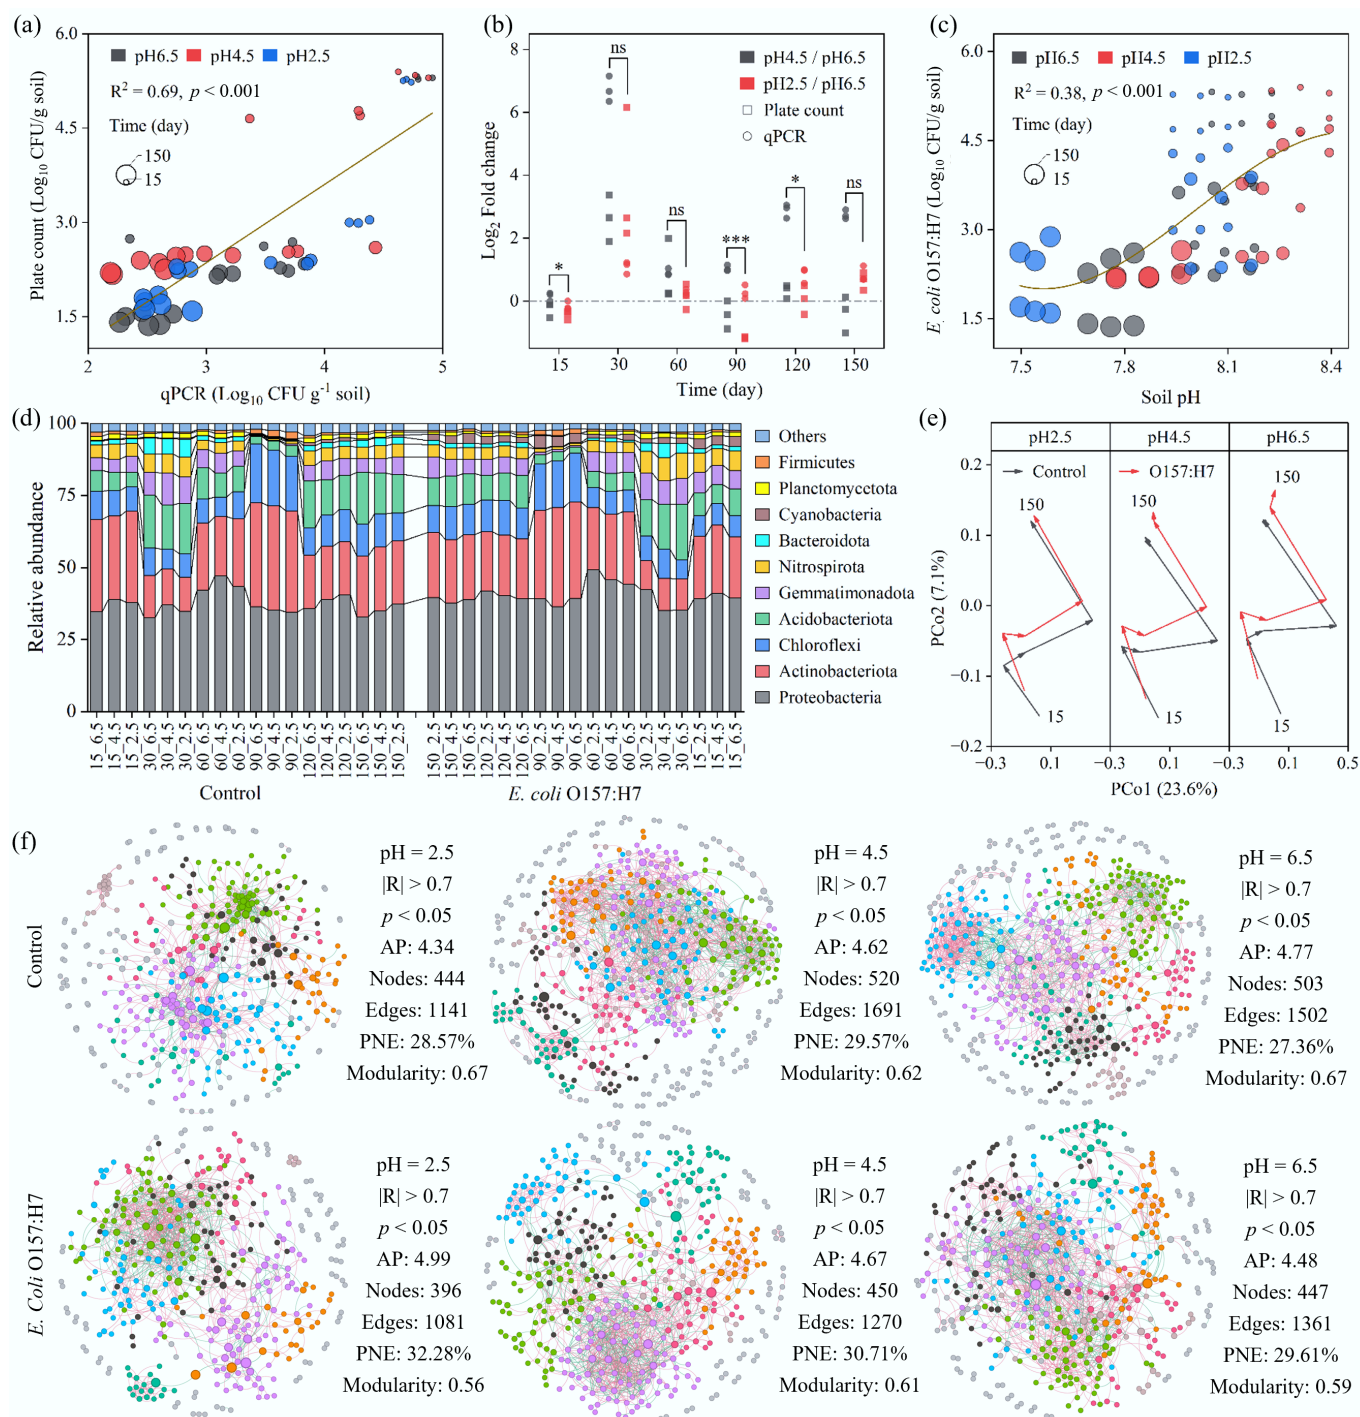 (a)
6.0
4.5
3.0
1.5
2
3
4
5
Plate count (Log10 CFU/g soil)
qPCR (Log10 CFU g-1 soil)
pH6.5 pH4.5 pH2.5
R2 = 0.69, p < 0.001
Time (day)
150
15
(b)
8
6
4
2
0
15 30 60 90 120 150
Log2 Fold change
Time (day)
ns
pH4.5 / pH6.5
pH2.5 / pH6.5
Plate count
qPCR
*
ns
***
*
ns
(c)
6.0
4.5
3.0
1.5
7.5 7.8 8.1 8.4
E. coli O157:H7 (Log10 CFU/g soil)
Soil pH
pH6.5 pH4.5 pH2.5
R2 = 0.38, p < 0.001
Time (day)
150
15
(d)
100
75
50
25
0
Relative abundance
15_6.5
15_4.5
15_2.5
30_6.5
30_4.5
30_2.5
60_6.5
60_4.5
60_2.5
90_6.5
90_4.5
90_2.5
120_6.5
120_4.5
120_2.5
150_6.5
150_4.5
150_2.5
150_2.5
150_4.5
150_6.5
120_2.5
120_4.5
120_6.5
90_2.5
90_4.5
90_6.5
60_2.5
60_4.5
60_6.5
30_2.5
30_4.5
30_6.5
15_2.5
15_4.5
15_6.5
Control
E. coli O157:H7
Others
Firmicutes
Planctomycetota
Cyanobacteria
Bacteroidota
Nitrospirota
Gemmatimonadota
Acidobacteriota
Chloroflexi
Actinobacteriota
Proteobacteria
(e)
pH2.5 pH4.5 pH6.5
0.2
0.1
0.0
−0.1
−0.2
PCo2 (7.1%)
Control
O157:H7
150
150
150
15
15
15
−0.3 0.1 −0.3 0.1 −0.3 0.1 0.5
PCo1 (23.6%)
(f)
Control
pH = 2.5
|R| > 0.7
p < 0.05
AP: 4.34
Nodes: 444
Edges: 1141
PNE: 28.57%
Modularity: 0.67
pH = 4.5
|R| > 0.7
p < 0.05
AP: 4.62
Nodes: 520
Edges: 1691
PNE: 29.57%
Modularity: 0.62
pH = 6.5
|R| > 0.7
p < 0.05
AP: 4.77
Nodes: 503
Edges: 1502
PNE: 27.36%
Modularity: 0.67
E. Coli O157:H7
pH = 2.5
|R| > 0.7
p < 0.05
AP: 4.99
Nodes: 396
Edges: 1081
PNE: 32.28%
Modularity: 0.56
pH = 4.5
|R| > 0.7
p < 0.05
AP: 4.67
Nodes: 450
Edges: 1270
PNE: 30.71%
Modularity: 0.61
pH = 6.5
|R| > 0.7
p < 0.05
AP: 4.48
Nodes: 447
Edges: 1361
PNE: 29.61%
Modularity: 0.59